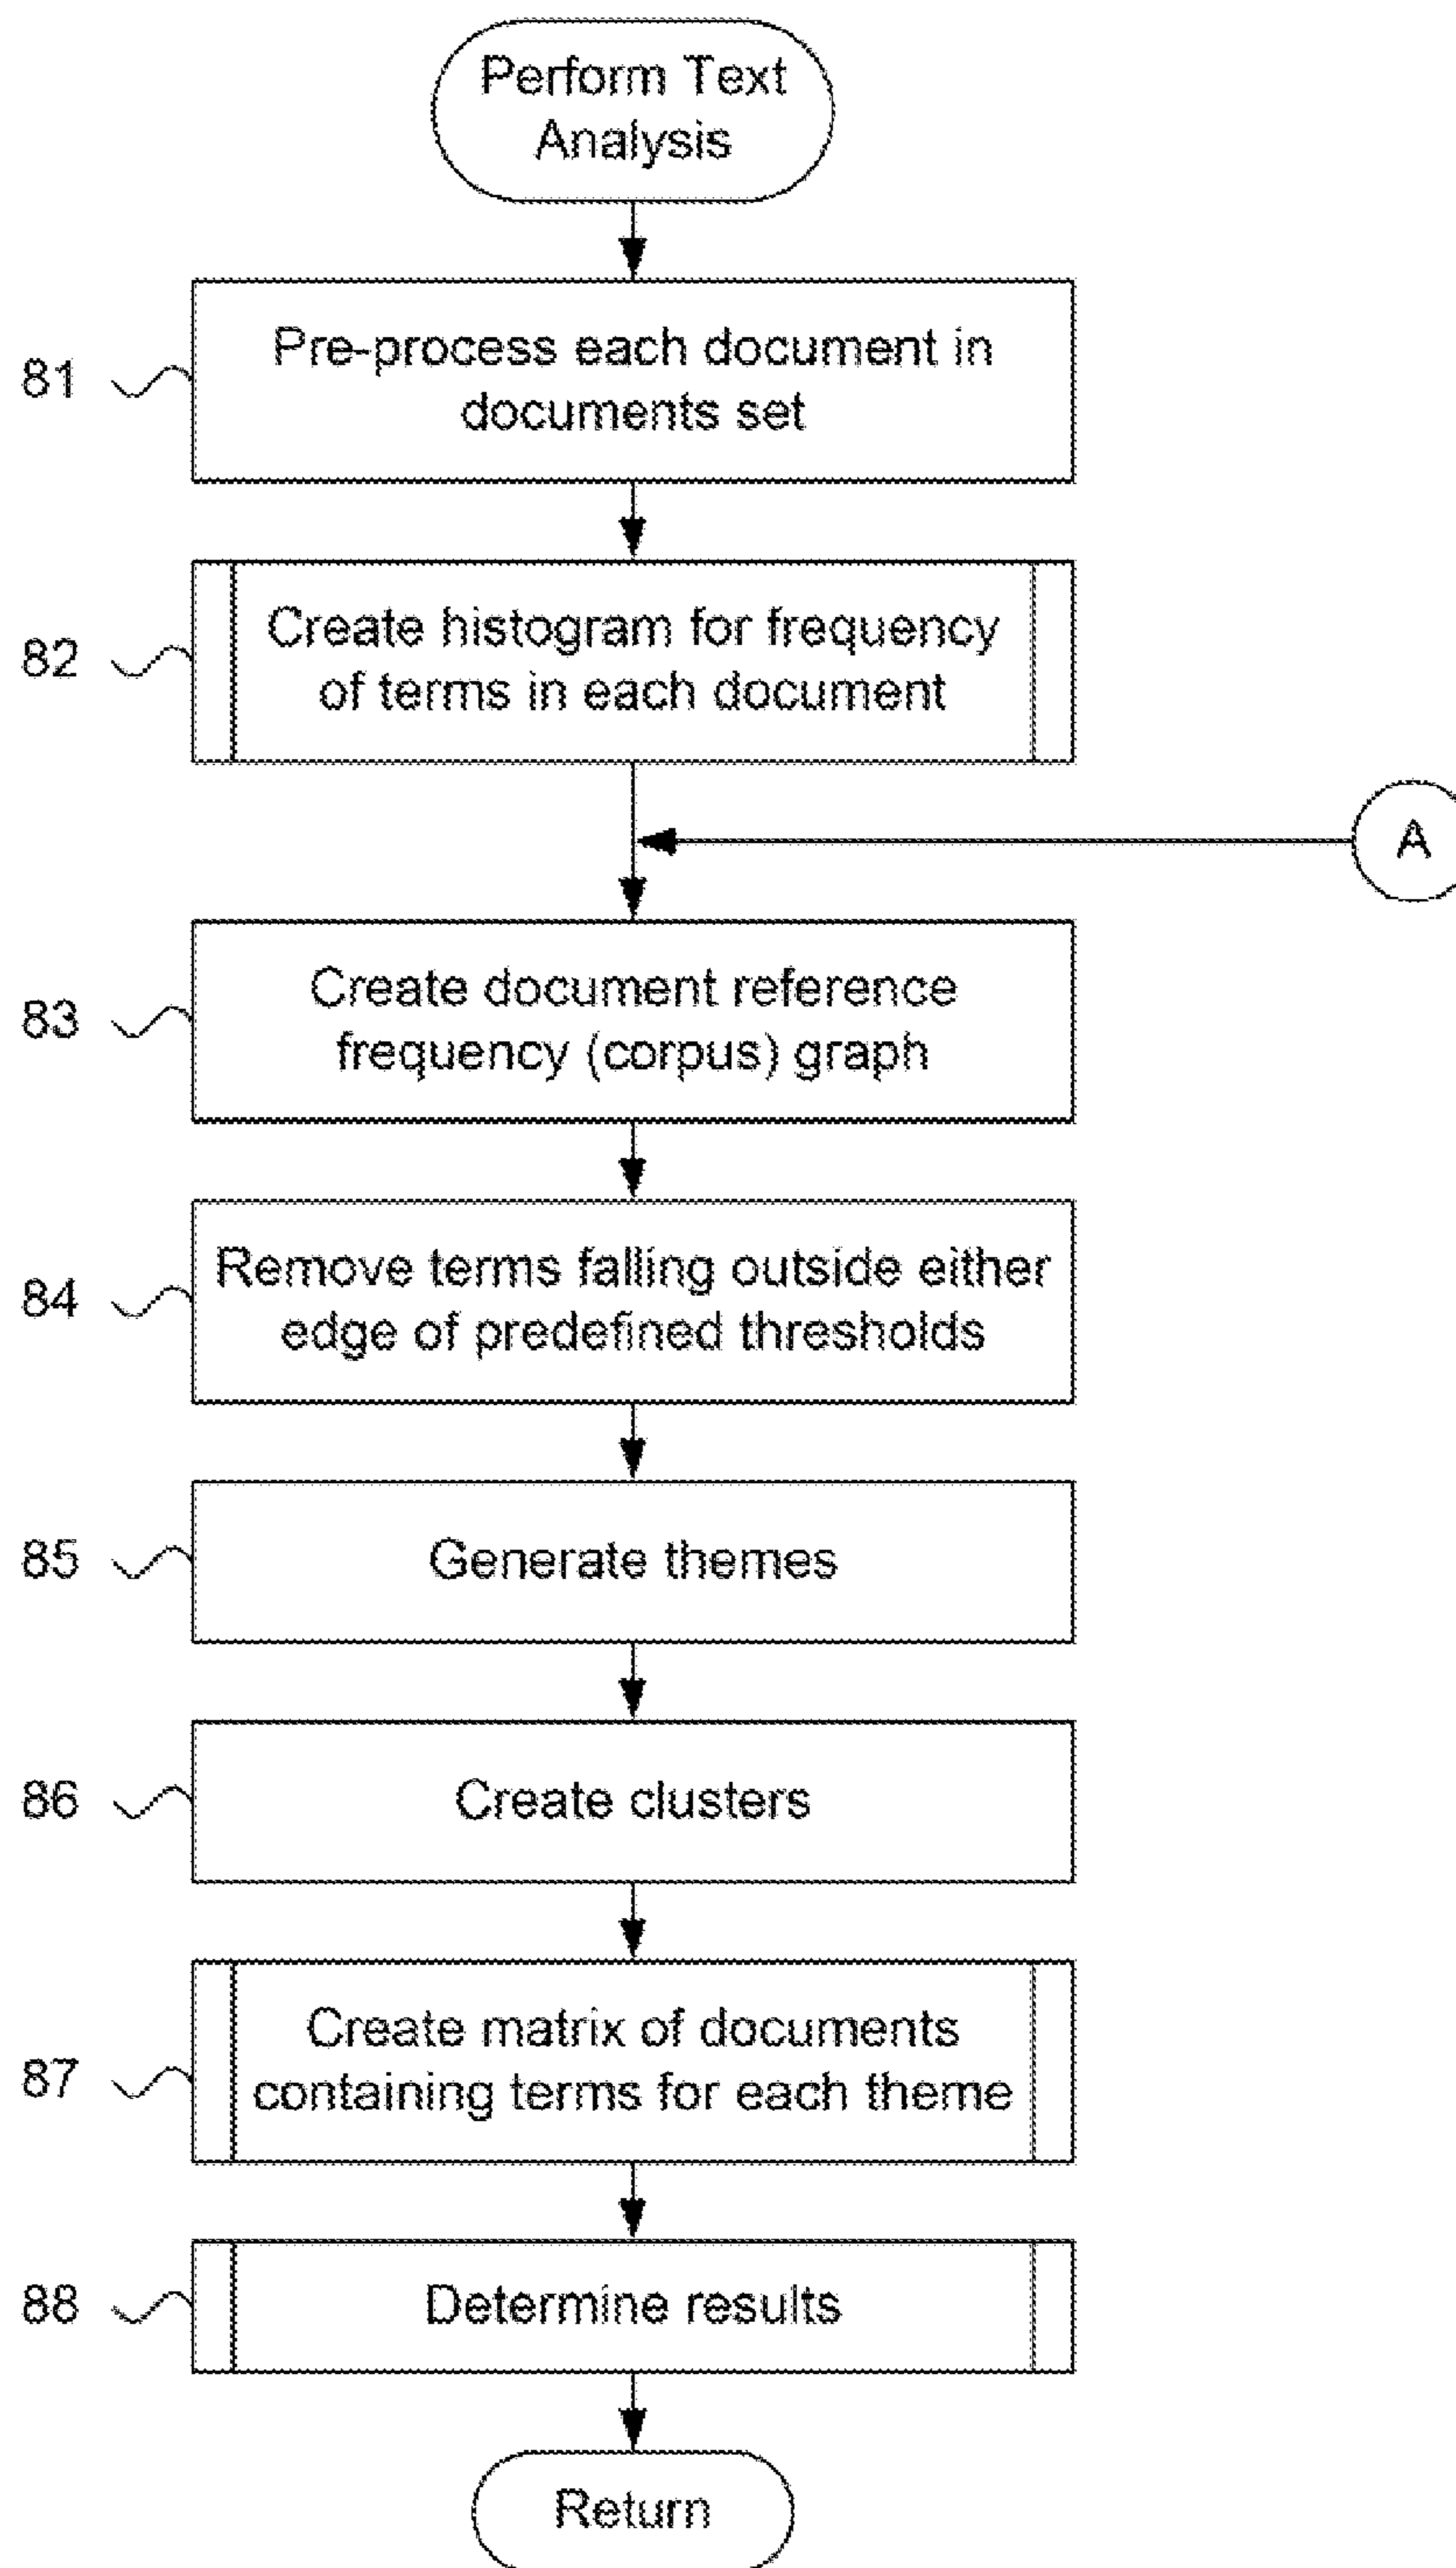 Perform Text
Analysis
81
Pre-process each document in
documents set
82
Create histogram for frequency
of terms in each document
A
83
Create document reference
frequency (corpus) graph
84
Remove terms falling outside either
edge of predefined thresholds
85
Generate themes
86
Create clusters
87
Create matrix of documents
containing terms for each theme
88
Determine results
Return